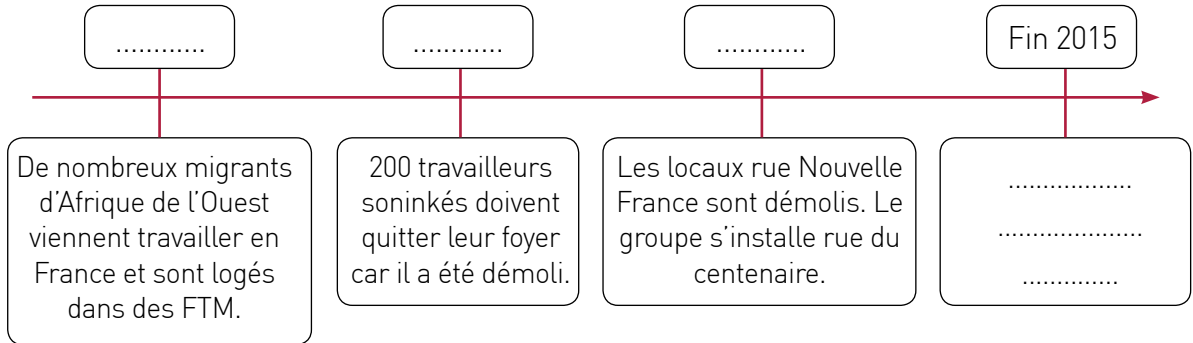 ............
............
............
Fin 2015
De nombreux migrants
d'Afrique de l'Ouest
viennent travailler en
France et sont logés
dans des FTM.
200 travailleurs
soninkés doivent
quitter leur foyer
car il a été démoli.
Les locaux rue Nouvelle
France sont démolis. Le
groupe s'installe rue du
centenaire.
..................
.....................
..............